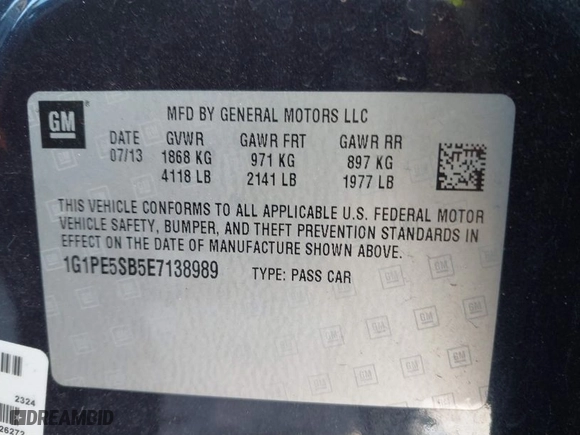 GM
MFD BY GENERAL MOTORS LLC
DATE GVWR GAWR FRT GAWR RR
07/13 1868 KG 971 KG 897 KG
4118 LB 2141 LB 1977 LB
THIS VEHICLE CONFORMS TO ALL APPLICABLE U.S. FEDERAL MOTOR
VEHICLE SAFETY, BUMPER, AND THEFT PREVENTION STANDARDS IN
EFFECT ON THE DATE OF MANUFACTURE SHOWN ABOVE.
1G1PE5SB5E7138989 TYPE: PASS CAR
2324
DREAMBID